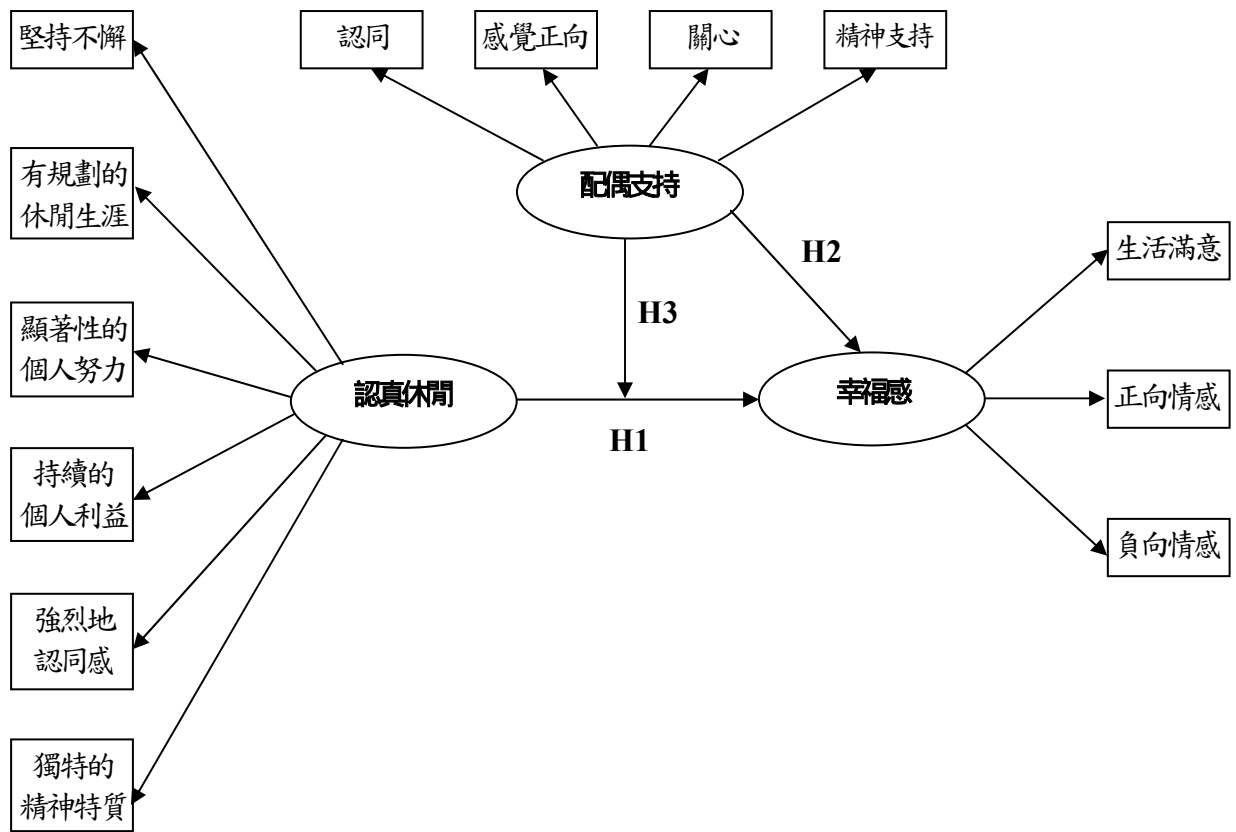 堅持不懈
認同
感覺正向
關心
精神支持
有規劃的
休閒生涯
配偶支持
H2
生活滿意
H3
顯著性的
個人努力
認真休閒
幸福感
正向情感
H1
持續的
個人利益
負向情感
強烈地
認同感
獨特的
精神特質